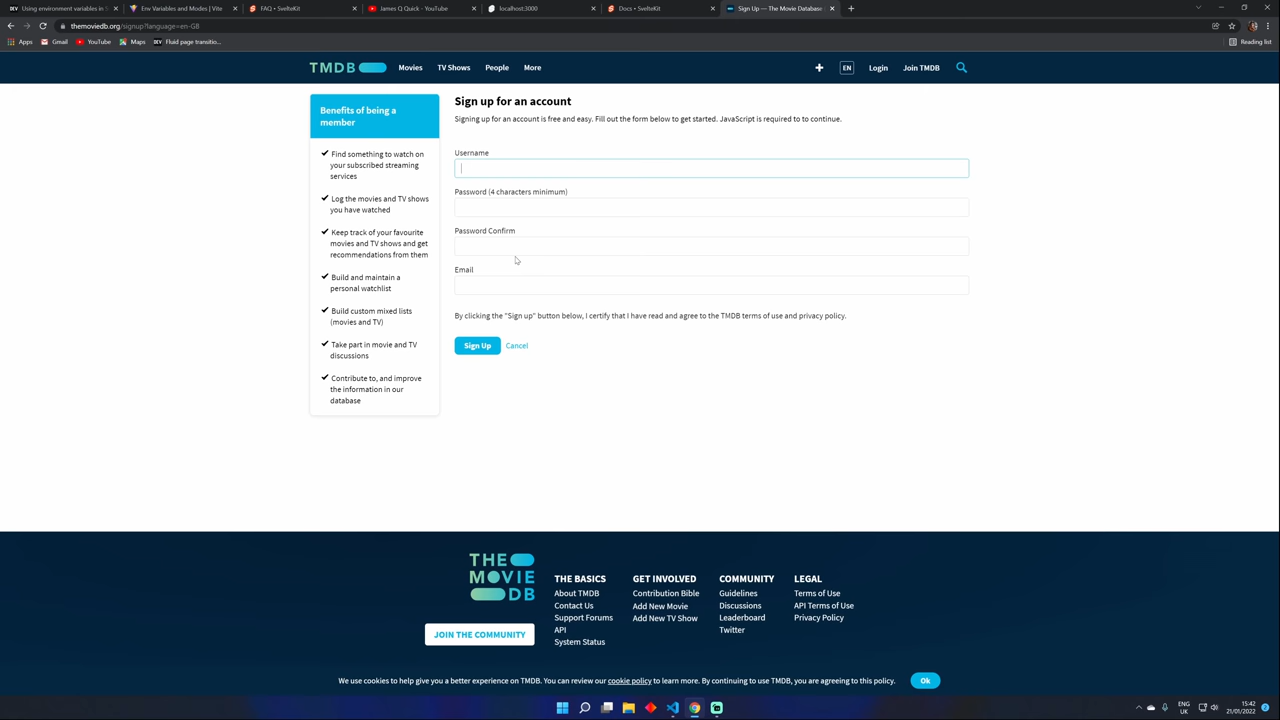 Using environment variables in S
Env Variables and Modes | Vite
FAQ • SvelteKit
James Q Quick - YouTube
localhost:3000
Docs • SvelteKit
Sign Up — The Movie Database
themoviedb.org/signup?language=en-GB
Apps
Gmail
YouTube
Maps
DEV
Fluid page transitio...
Reading list
TMDB
Movies
TV Shows
People
More
EN
Login
Join TMDB
Benefits of being a
member
Find something to watch on
your subscribed streaming
services
Log the movies and TV shows
you have watched
Keep track of your favourite
movies and TV shows and get
recommendations from them
Build and maintain a
personal watchlist
Build custom mixed lists
(movies and TV)
Take part in movie and TV
discussions
Contribute to, and improve
the information in our
database
Sign up for an account
Signing up for an account is free and easy. Fill out the form below to get started. JavaScript is required to to continue.
Username
Password (4 characters minimum)
Password Confirm
Email
By clicking the "Sign up" button below, I certify that I have read and agree to the TMDB terms of use and privacy policy.
Sign Up
Cancel
THE
MOVIE
DB
JOIN THE COMMUNITY
THE BASICS
About TMDB
Contact Us
Support Forums
API
System Status
GET INVOLVED
Contribution Bible
Add New Movie
Add New TV Show
COMMUNITY
Guidelines
Discussions
Leaderboard
Twitter
LEGAL
Terms of Use
API Terms of Use
Privacy Policy
We use cookies to help give you a better experience on TMDB. You can review our cookie policy to learn more. By continuing to use TMDB, you are agreeing to this policy.
Ok
ENG
UK
15:42
21/01/2022